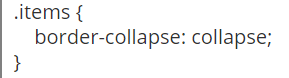 .items {
    border-collapse: collapse;
}